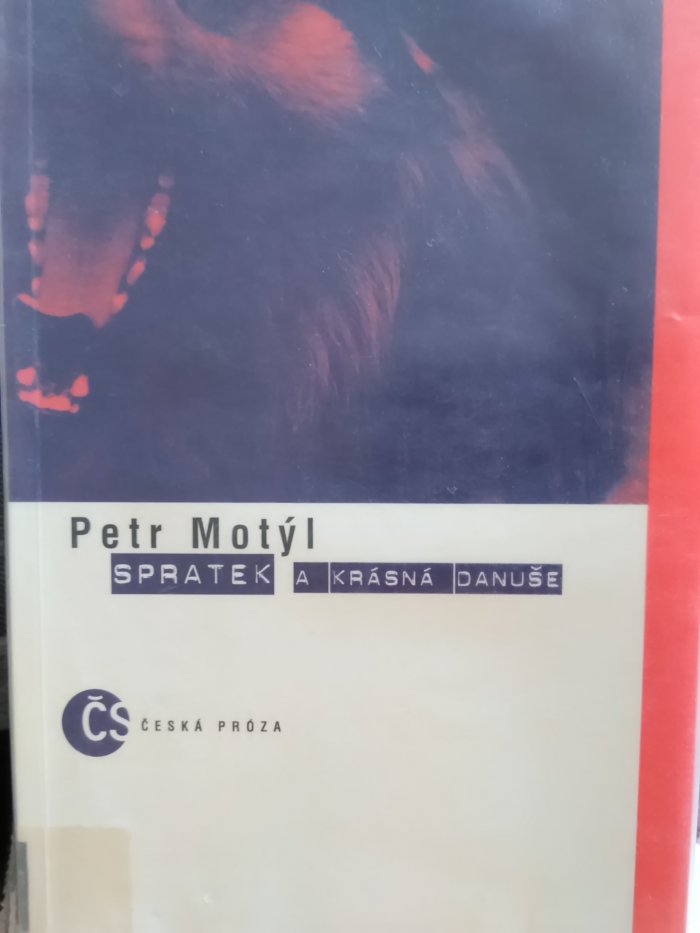 Petr Motýl
SPRATEK A KRÁSNÁ DANUŠE
ČS ČESKÁ PRÓZA